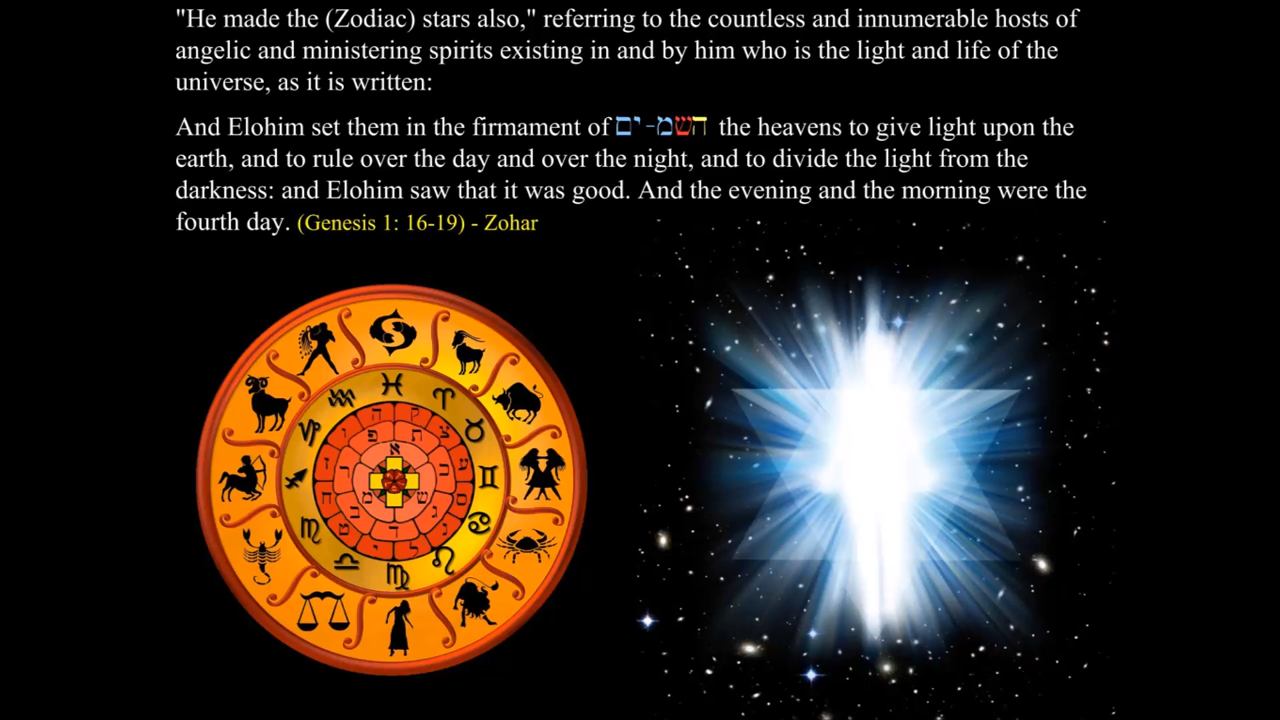 "He made the (Zodiac) stars also," referring to the countless and innumerable hosts of
angelic and ministering spirits existing in and by him who is the light and life of the
universe, as it is written:
And Elohim set them in the firmament of השמ-ים the heavens to give light upon the
earth, and to rule over the day and over the night, and to divide the light from the
darkness: and Elohim saw that it was good. And the evening and the morning were the
fourth day. (Genesis 1: 16-19) - Zohar